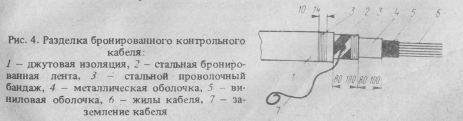 Рис. 4. Разделка бронированного контрольного
кабеля:
1 – джутовая изоляция, 2 – стальная брониро-
ванная лента, 3 – стальной проволочный
бандаж, 4 – металлическая оболочка, 5 – ви-
ниловая оболочка, 6 – жилы кабеля, 7 – за-
земление кабеля
10-14
3 2 3 4 5 6
1
80 100 80 100
7